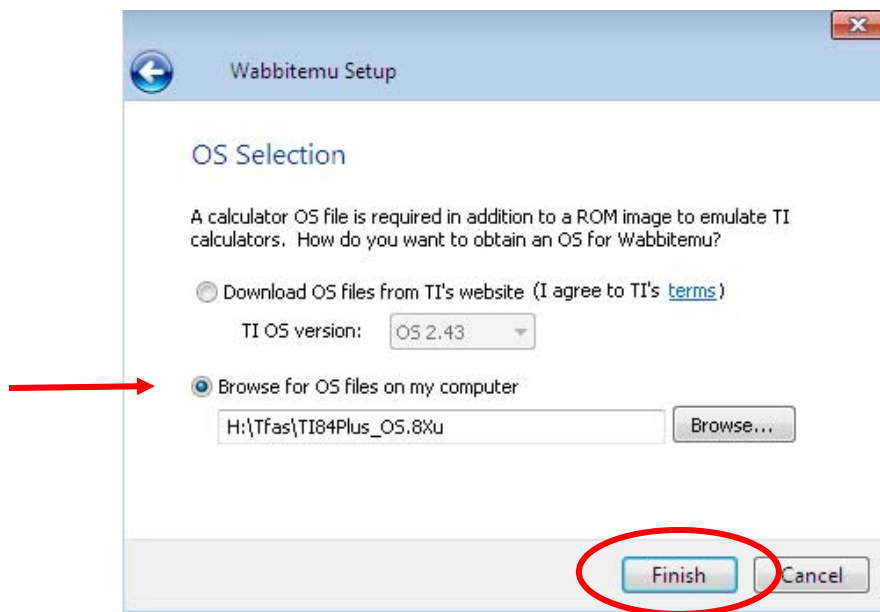 Wabbitemu Setup
OS Selection
A calculator OS file is required in addition to a ROM image to emulate TI
calculators. How do you want to obtain an OS for Wabbitemu?
Download OS files from TI's website (I agree to TI's terms)
TI OS version: OS 2.43
Browse for OS files on my computer
H:\Tfas\TI84Plus_OS.8Xu Browse...
Finish Cancel